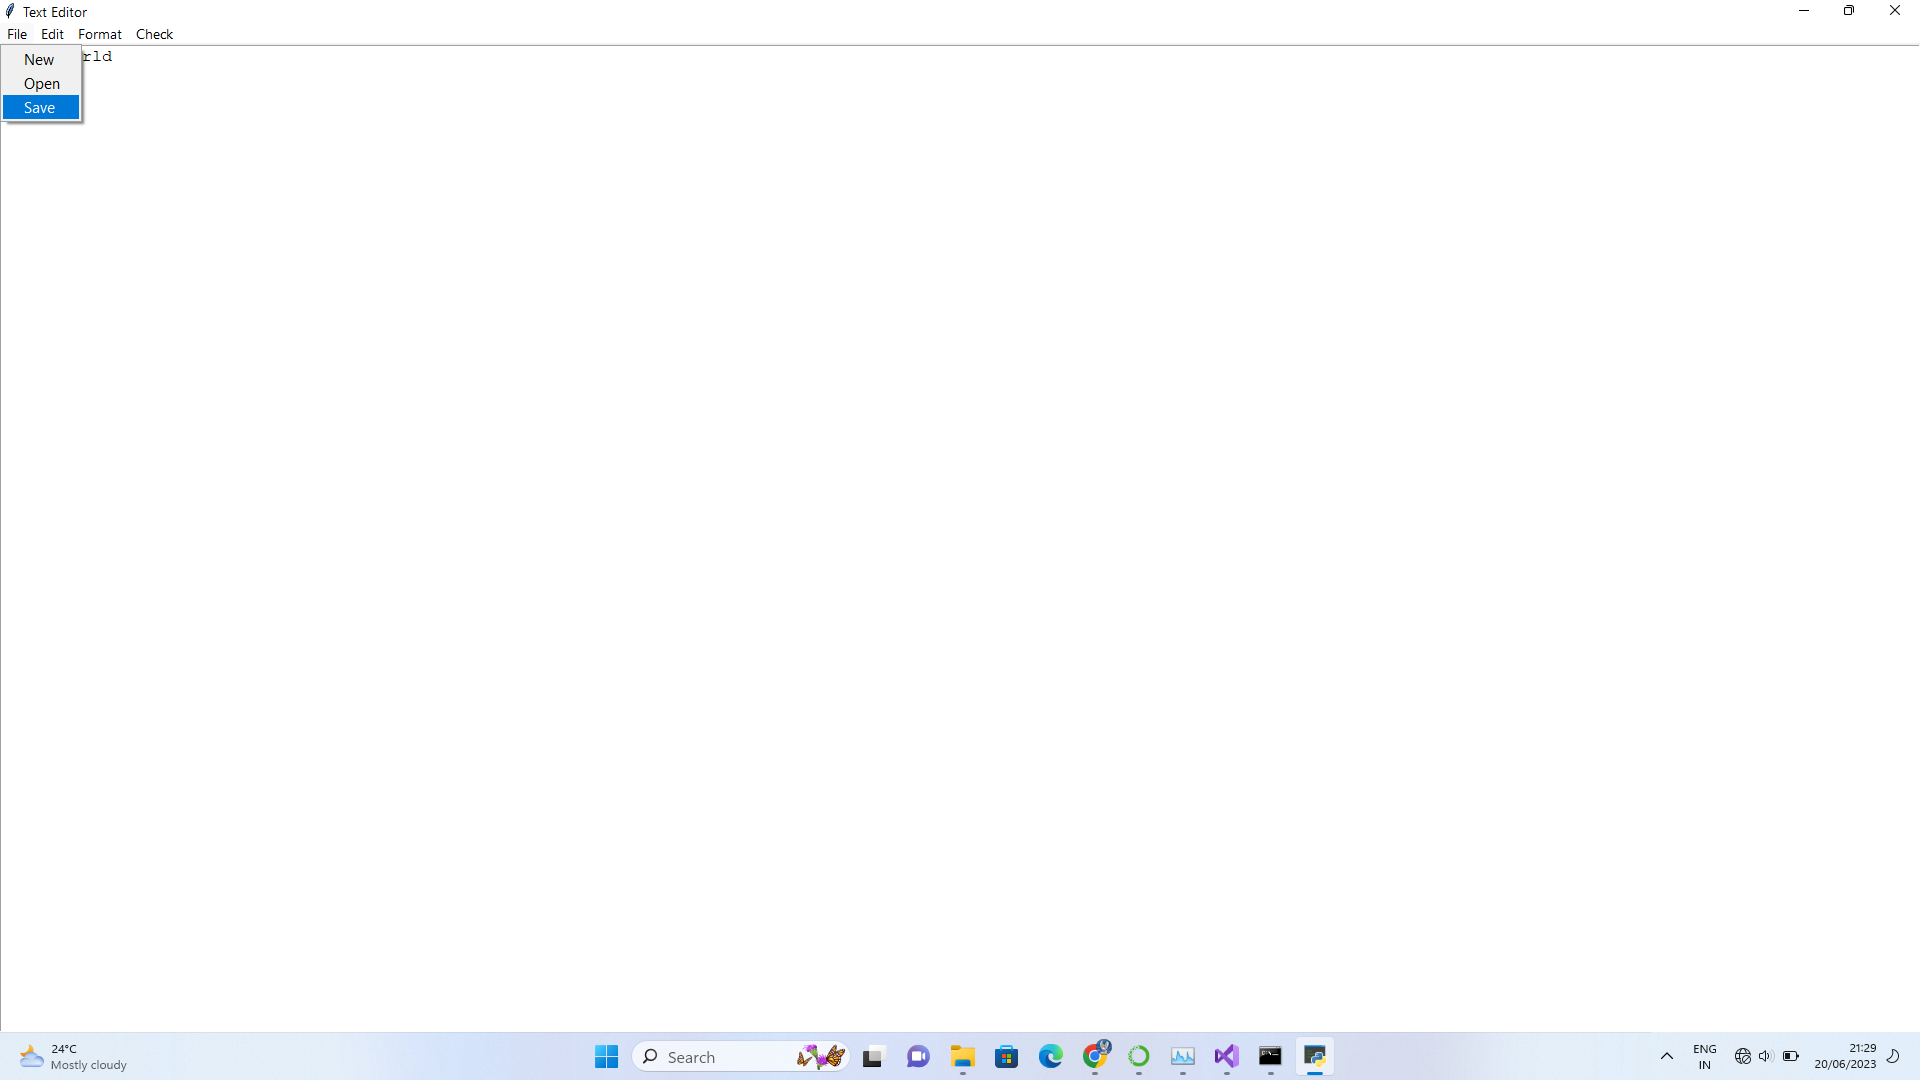 Text Editor
File Edit Format Check
New
rld
Open
Save
24°C
Mostly cloudy
Search
ENG
IN
21:29
20/06/2023